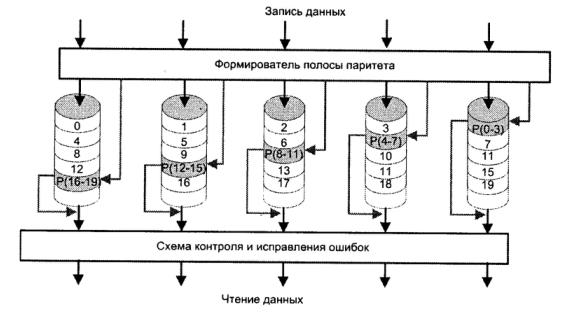 Запись данных
Формирователь полосы паритета
0 1 2 3 P(0-3)
4 5 6 P(4-7) 7
8 9 P(8-11) 10 11
12 P(12-15) 13 11 15
P(16-19) 16 17 18 19
Схема контроля и исправления ошибок
Чтение данных